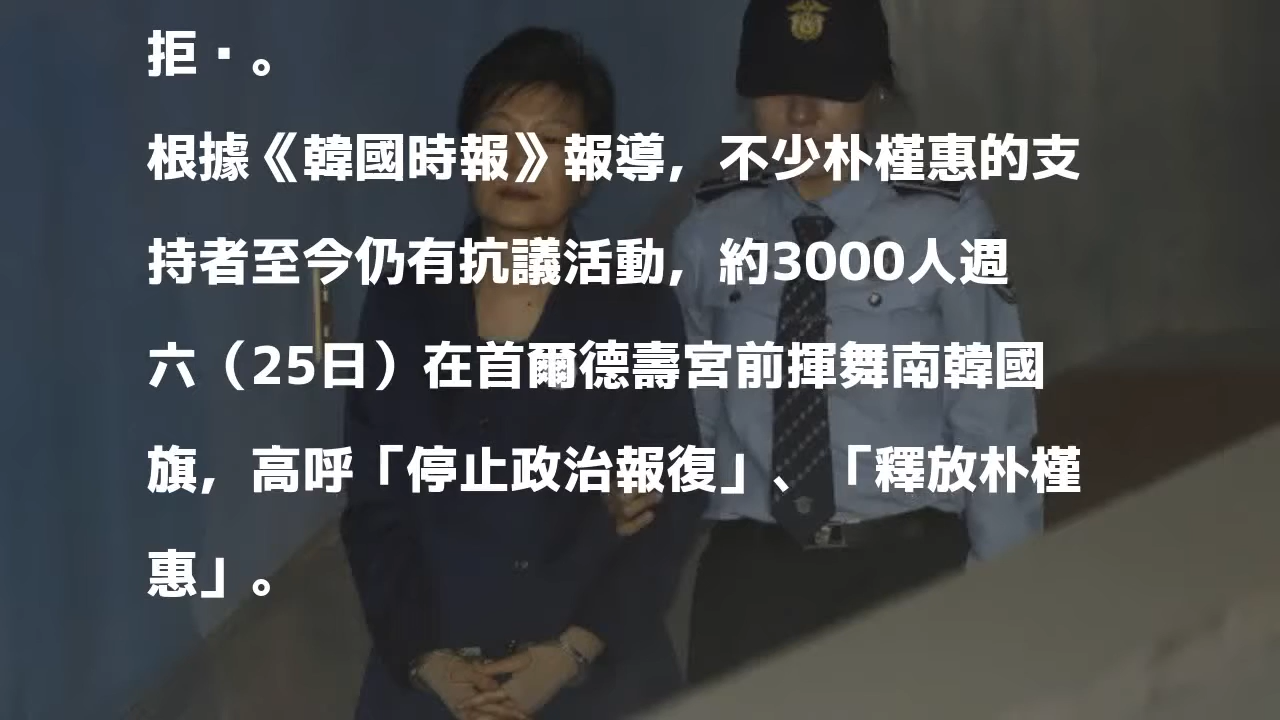 拒▪。
根據《韓國時報》報導，不少朴槿惠的支
持者至今仍有抗議活動，約3000人週
六（25日）在首爾德壽宮前揮舞南韓國
旗，高呼「停止政治報復」、「釋放朴槿
惠」。